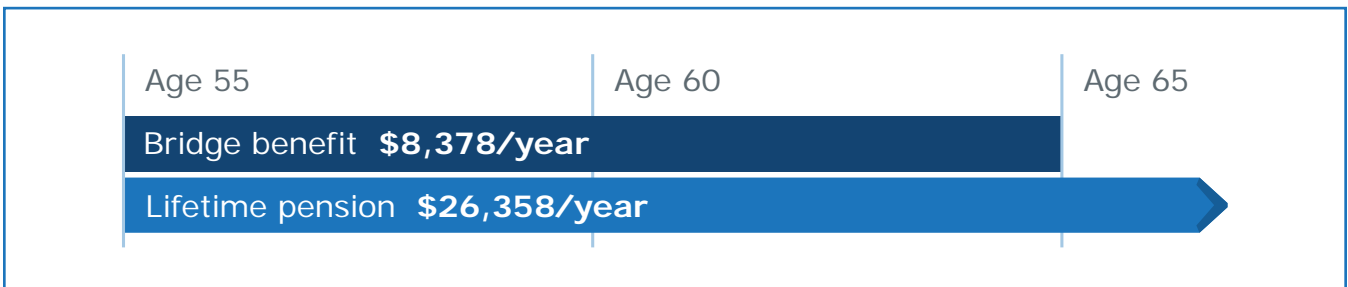 Age 55 Age 60 Age 65
Bridge benefit $8,378/year
Lifetime pension $26,358/year